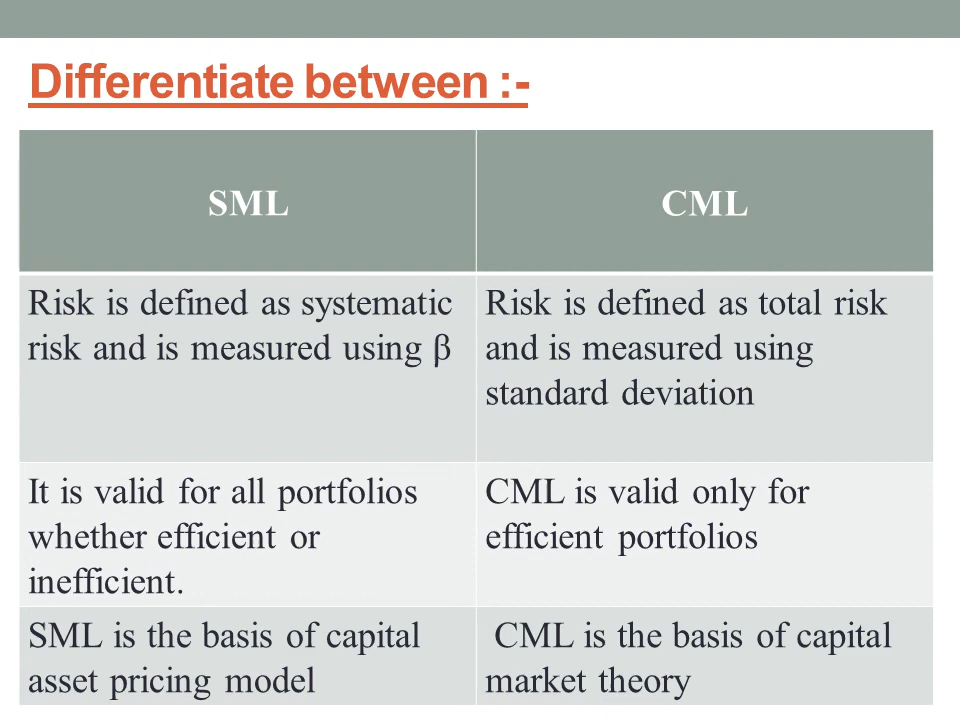 Differentiate between :-
SML
CML
Risk is defined as systematic
risk and is measured using β
Risk is defined as total risk
and is measured using
standard deviation
It is valid for all portfolios
whether efficient or
inefficient.
CML is valid only for
efficient portfolios
SML is the basis of capital
asset pricing model
CML is the basis of capital
market theory